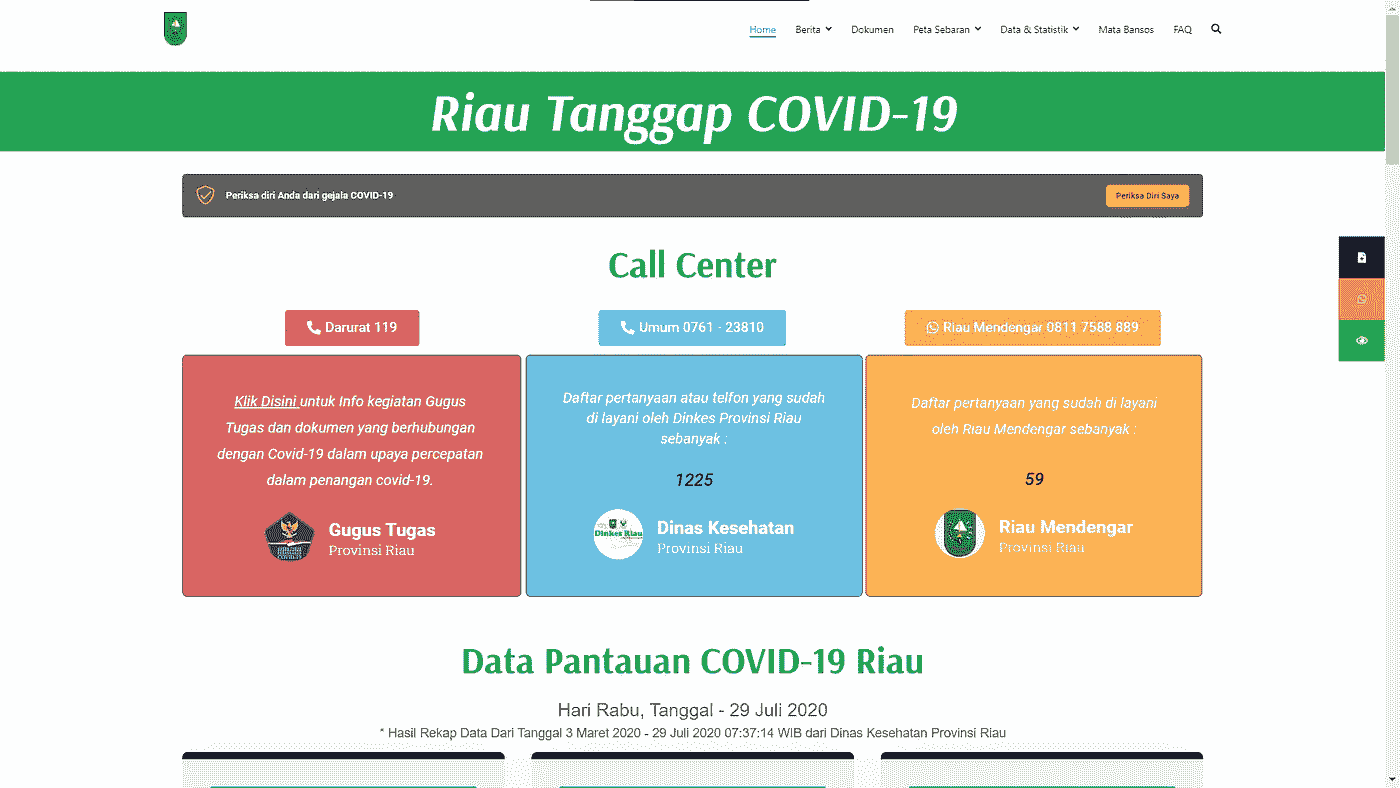 Home Berita Dokumen Peta Sebaran Data & Statistik Mata Bansos FAQ
Riau Tanggap COVID-19
Periksa diri Anda dari gejala COVID-19
Periksa Diri Saya
Call Center
Darurat 119
Umum 0761 - 23810
Riau Mendengar 0811 7588 889
Klik Disini untuk Info kegiatan Gugus
Tugas dan dokumen yang berhubungan
dengan Covid-19 dalam upaya percepatan
dalam penangan covid-19.
Gugus Tugas
Provinsi Riau
Daftar pertanyaan atau telfon yang sudah
di layani oleh Dinkes Provinsi Riau
sebanyak :
1225
Dinkes Riau
Dinas Kesehatan
Provinsi Riau
Daftar pertanyaan yang sudah di layani
oleh Riau Mendengar sebanyak :
59
Riau Mendengar
Provinsi Riau
Data Pantauan COVID-19 Riau
Hari Rabu, Tanggal - 29 Juli 2020
* Hasil Rekap Data Dari Tanggal 3 Maret 2020 - 29 Juli 2020 07:37:14 WIB dari Dinas Kesehatan Provinsi Riau